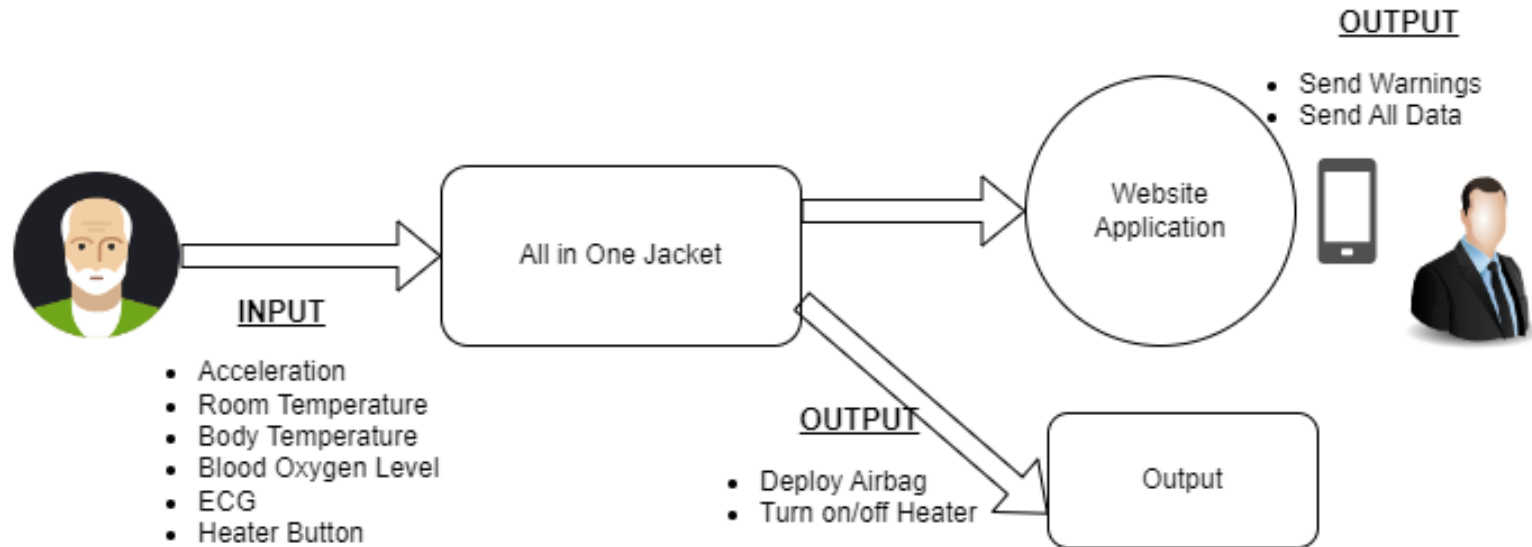 OUTPUT
• Send Warnings
• Send All Data
Website
Application
All in One Jacket
INPUT
• Acceleration
• Room Temperature
• Body Temperature
• Blood Oxygen Level
• ECG
• Heater Button
OUTPUT
• Deploy Airbag
• Turn on/off Heater
Output